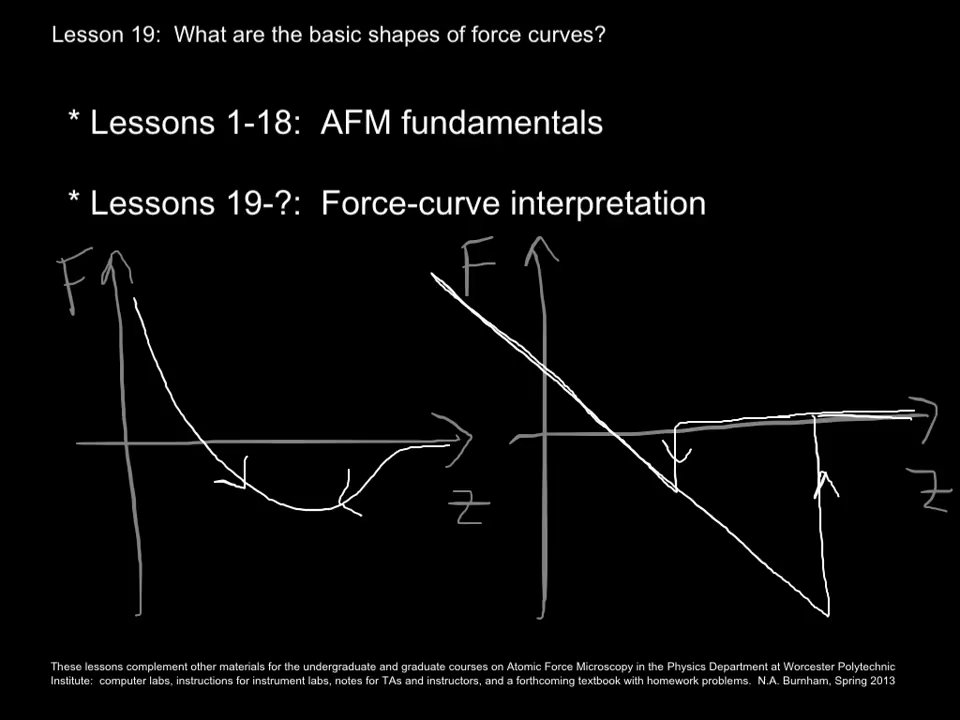 Lesson 19: What are the basic shapes of force curves?
* Lessons 1-18: AFM fundamentals
* Lessons 19-?: Force-curve interpretation
F
F
Z
Z
These lessons complement other materials for the undergraduate and graduate courses on Atomic Force Microscopy in the Physics Department at Worcester Polytechnic
Institute: computer labs, instructions for instrument labs, notes for TAs and instructors, and a forthcoming textbook with homework problems. N.A. Burnham, Spring 2013